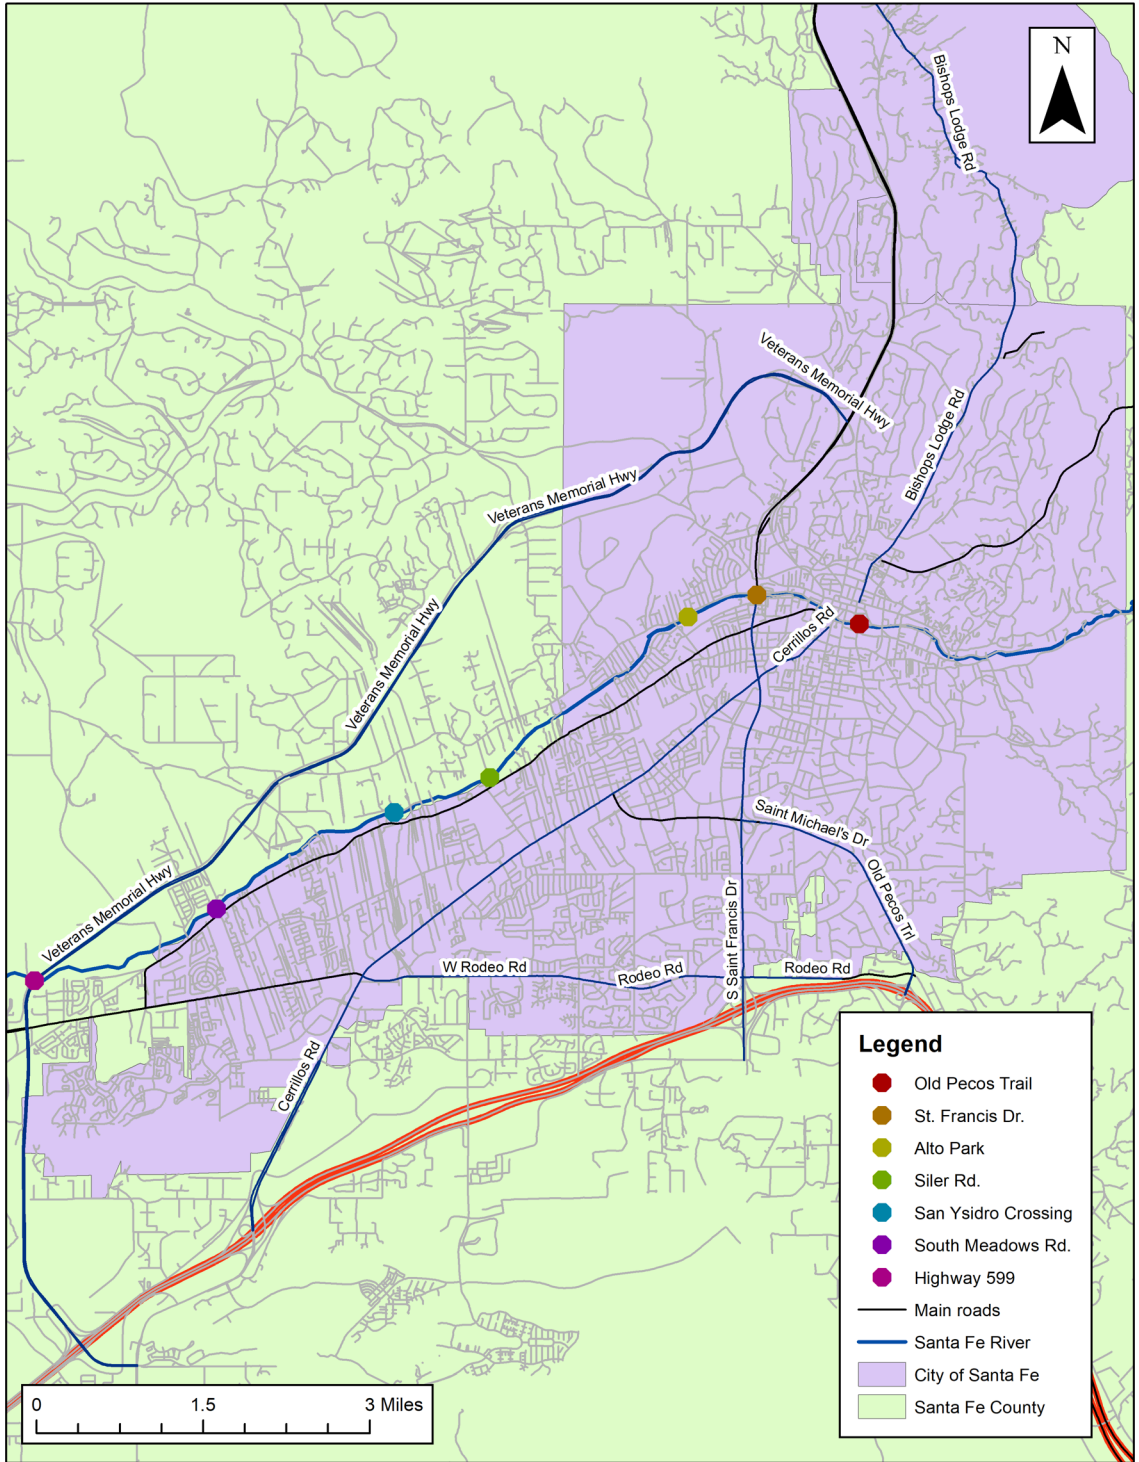 N
Bishops Lodge Rd
Veterans Memorial Hwy
Bishops Lodge Rd
Veterans Memorial Hwy
Veterans Memorial Hwy
Cerrillos Rd
Saint Michael's Dr
Old Pecos Trl
Veterans Memorial Hwy
S Saint Francis Dr
W Rodeo Rd
Rodeo Rd
Rodeo Rd
Cerrillos Rd
Legend
Old Pecos Trail
St. Francis Dr.
Alto Park
Siler Rd.
San Ysidro Crossing
South Meadows Rd.
Highway 599
Main roads
Santa Fe River
City of Santa Fe
Santa Fe County
0 1.5 3 Miles